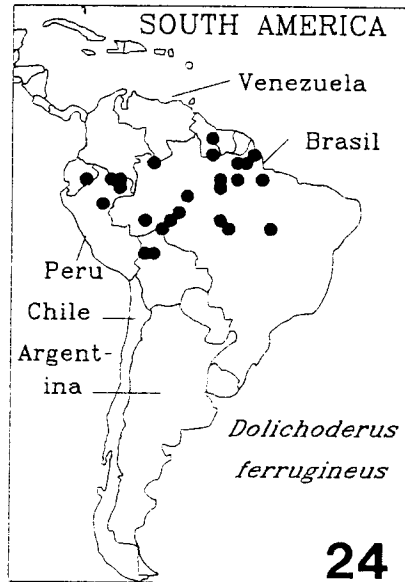 SOUTH AMERICA
Venezuela
Brasil
Peru
Chile
Argent-
ina
Dolichoderus
ferrugineus
24